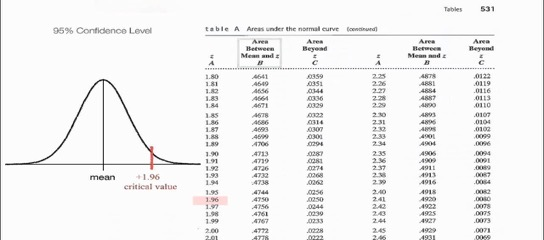 Tables 531
95% Confidence Level
table A Areas under the normal curve (continued)
Area Area Area Area
Between Beyond Between Beyond
z Mean and z z z Mean and z z
A B C A B C
1.80 .4641 .0359 2.25 .4878 .0122
1.81 .4649 .0351 2.26 .4881 .0119
1.82 .4656 .0344 2.27 .4884 .0116
1.83 .4664 .0336 2.28 .4887 .0113
1.84 .4671 .0329 2.29 .4890 .0110
1.85 .4678 .0322 2.30 .4893 .0107
1.86 .4686 .0314 2.31 .4896 .0104
1.87 .4693 .0307 2.32 .4898 .0102
1.88 .4699 .0301 2.33 .4901 .0099
1.89 .4706 .0294 2.34 .4904 .0096
1.90 .4713 .0287 2.35 .4906 .0094
1.91 .4719 .0281 2.36 .4909 .0091
1.92 .4726 .0274 2.37 .4911 .0089
1.93 .4732 .0268 2.38 .4913 .0087
1.94 .4738 .0262 2.39 .4916 .0084
1.95 .4744 .0256 2.40 .4918 .0082
1.96 .4750 .0250 2.41 .4920 .0080
1.97 .4756 .0244 2.42 .4922 .0078
1.98 .4761 .0239 2.43 .4925 .0075
1.99 .4767 .0233 2.44 .4927 .0073
2.00 .4772 .0228 2.45 .4929 .0071
2.01 .4778 .0222 2.46 .4931 .0069
mean +1.96
critical value